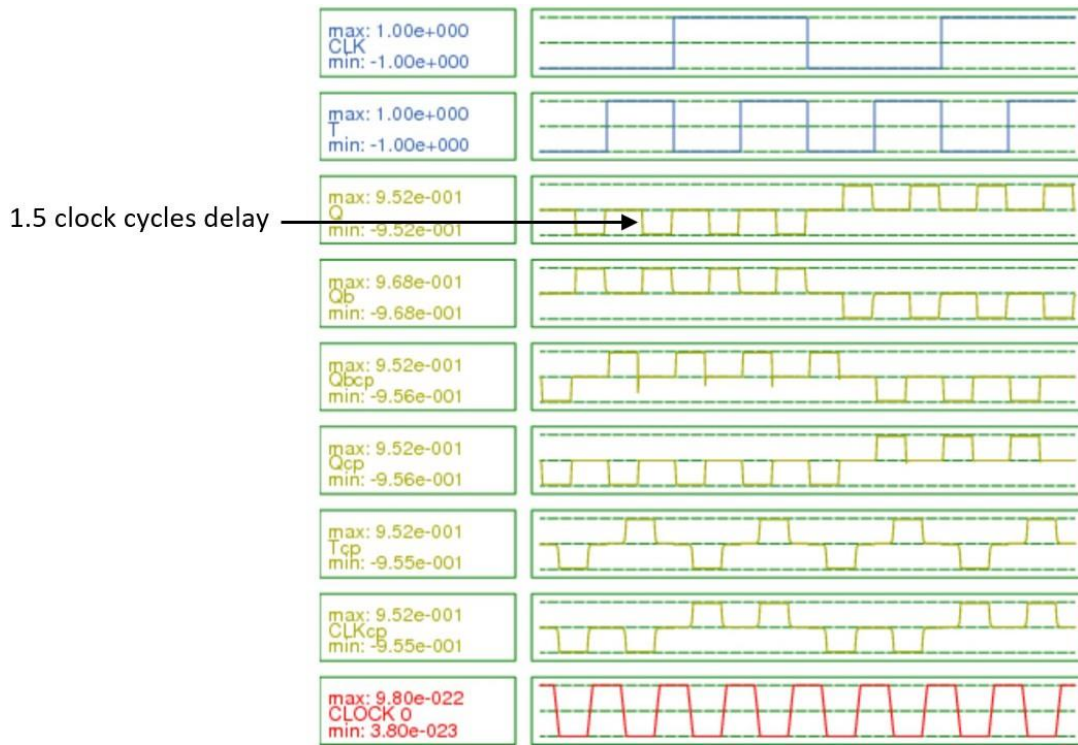 max: 1.00e+000
CLK
min: -1.00e+000
max: 1.00e+000
T
min: -1.00e+000
1.5 clock cycles delay
max: 9.52e-001
Q
min: -9.52e-001
max: 9.68e-001
Qb
min: -9.68e-001
max: 9.52e-001
Qbcp
min: -9.56e-001
max: 9.52e-001
Qcp
min: -9.56e-001
max: 9.52e-001
Tcp
min: -9.55e-001
max: 9.52e-001
CLKcp
min: -9.55e-001
max: 9.80e-022
CLOCK 0
min: 3.80e-023